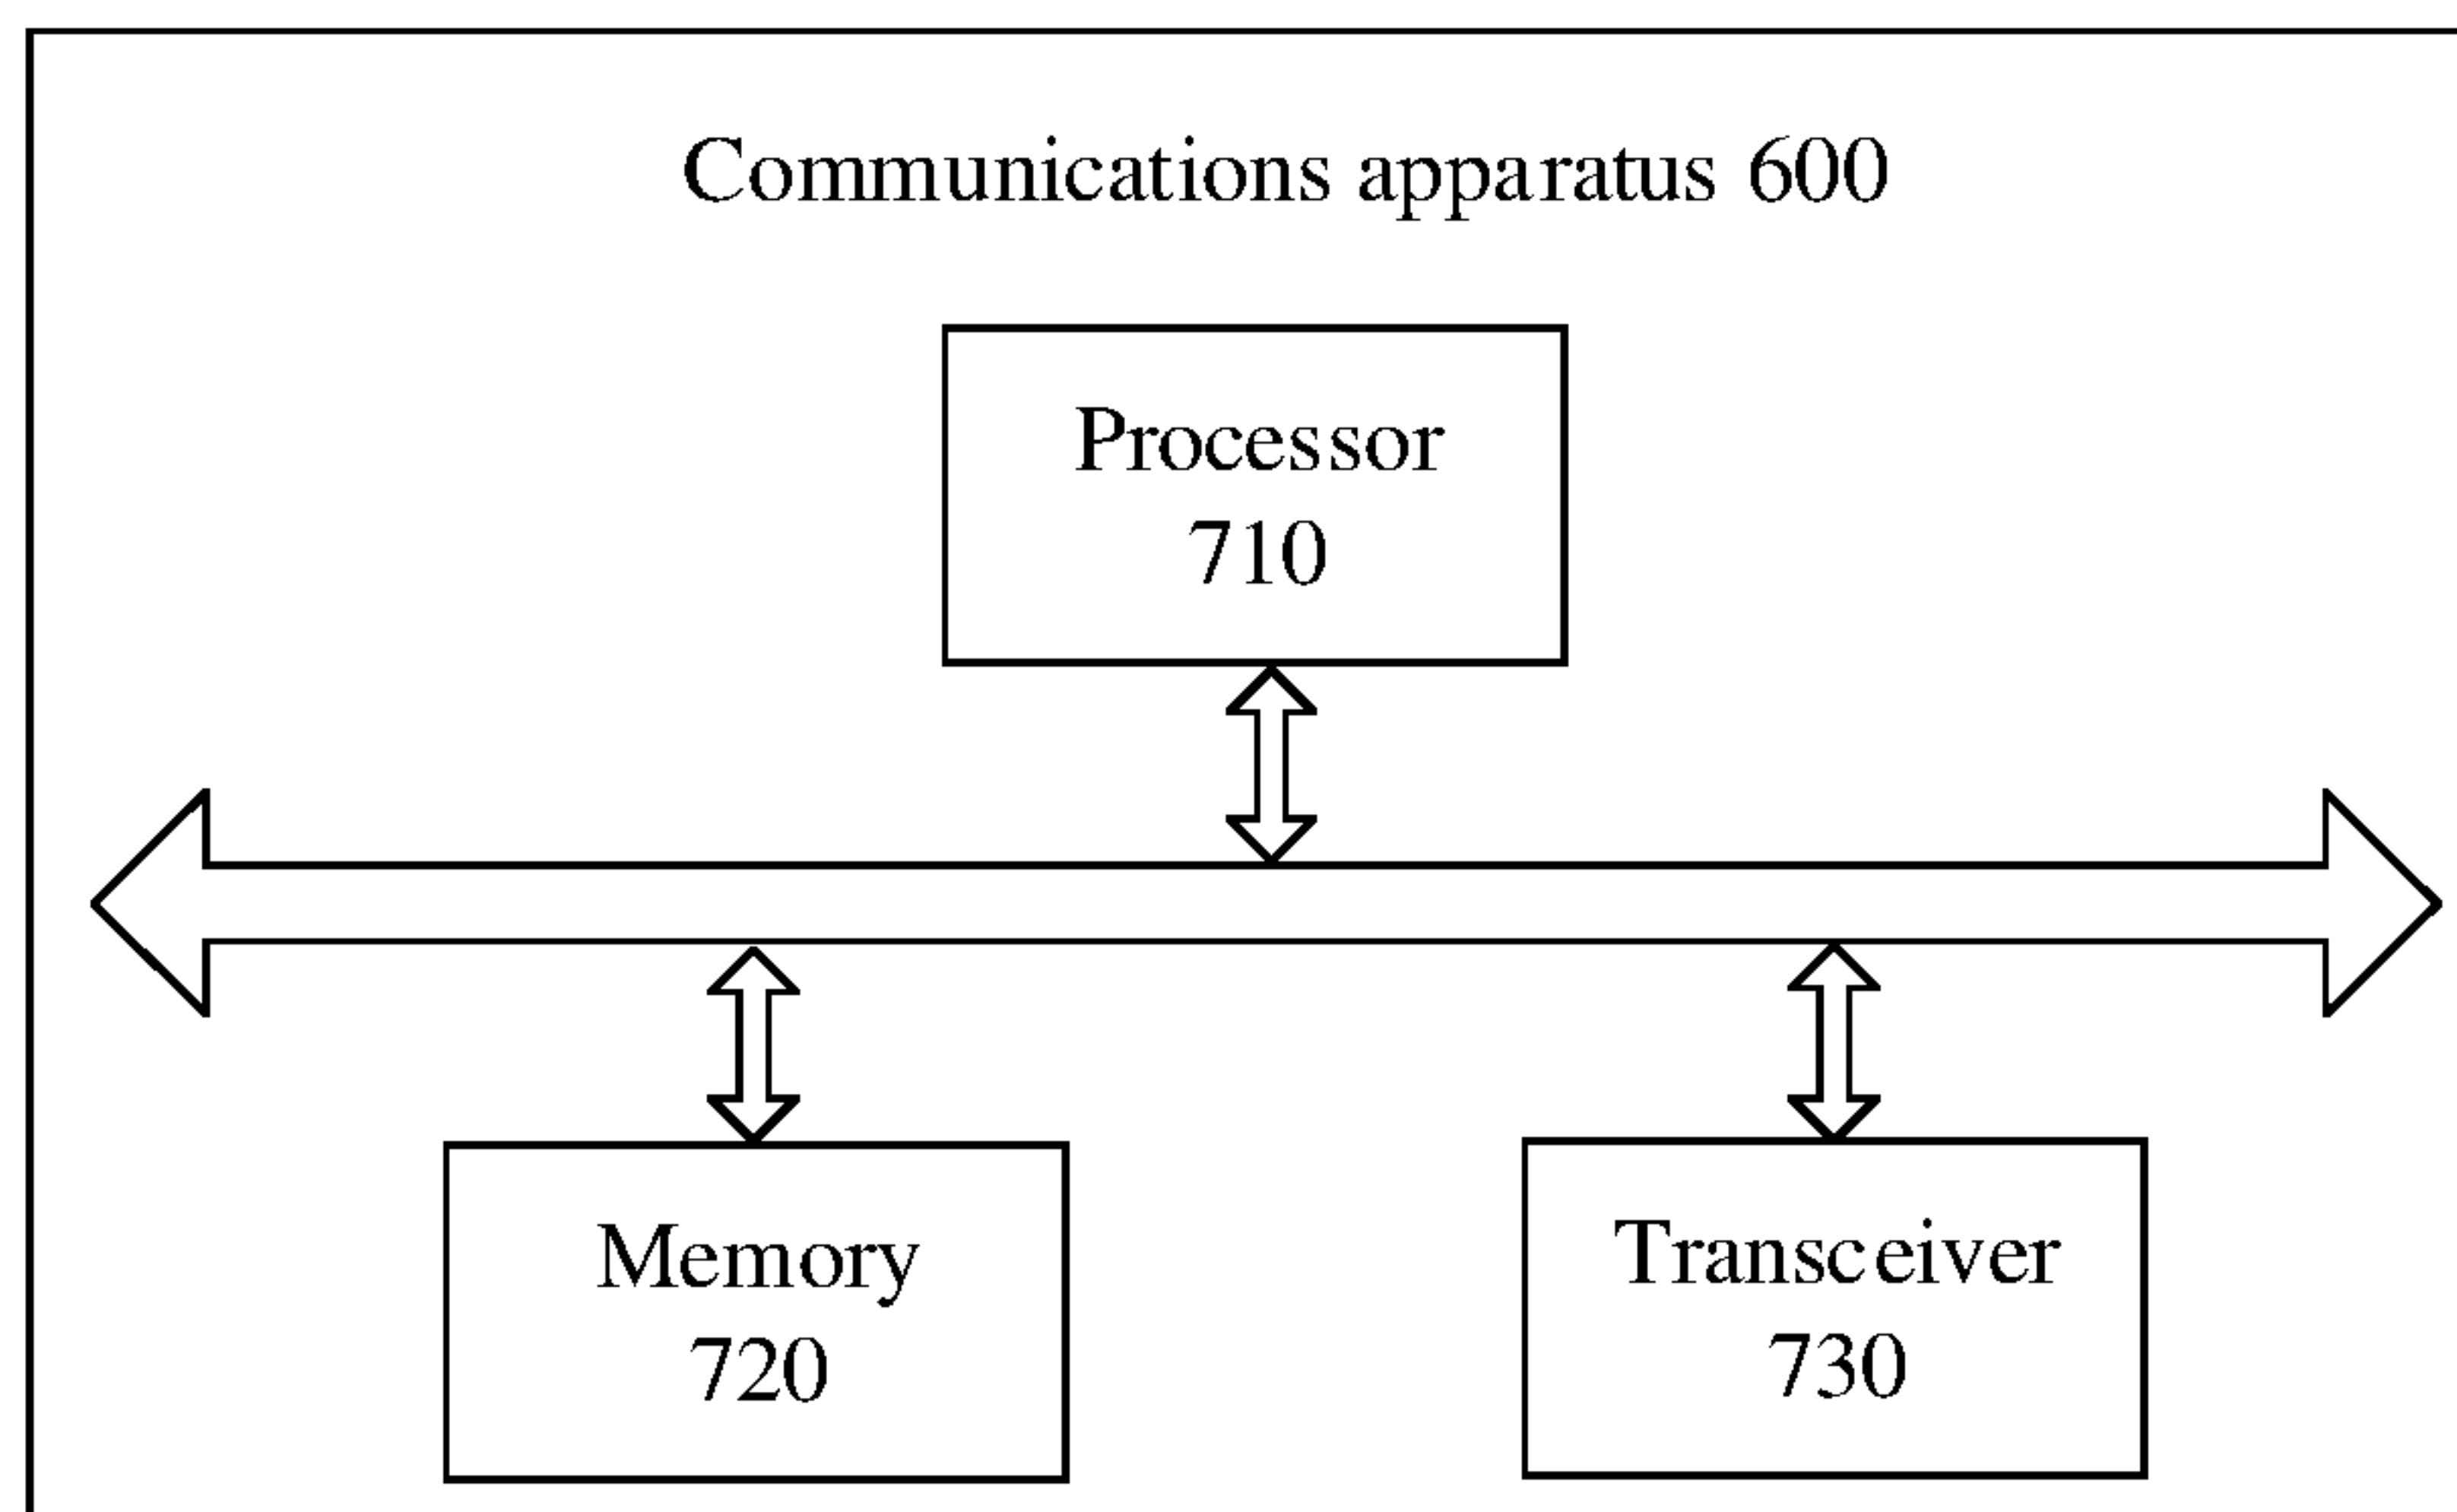 Communications apparatus 600
Processor
710
Memory
720
Transceiver
730